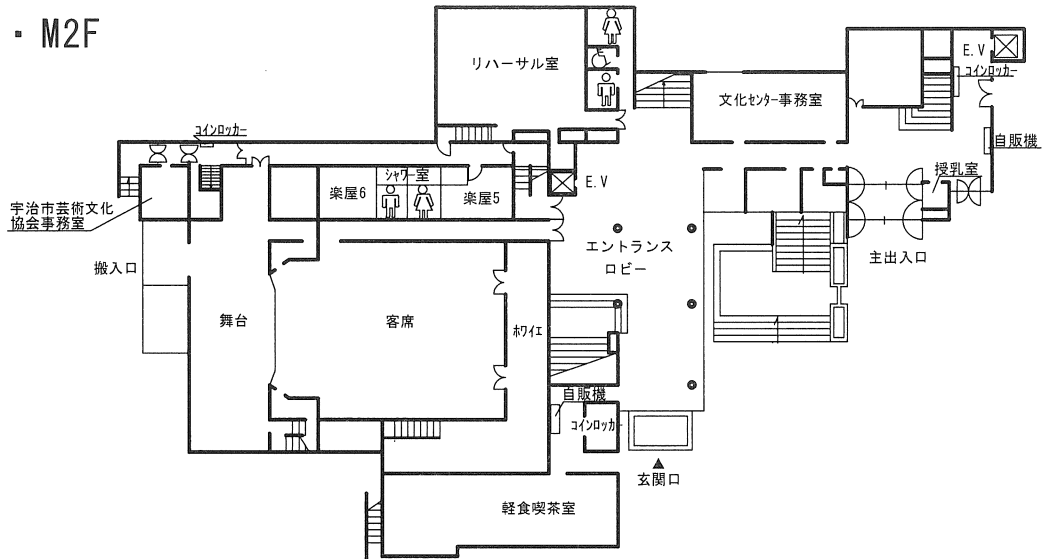 ・M2F
リハーサル室
E.V
コインロッカー
文化センター事務室
自販機
授乳室
コインロッカー
シャワー室
楽屋6
楽屋5
E.V
宇治市芸術文化
協会事務室
エントランス
ロビー
主出入口
搬入口
舞台
客席
ホワイエ
自販機
コインロッカー
玄関口
軽食喫茶室